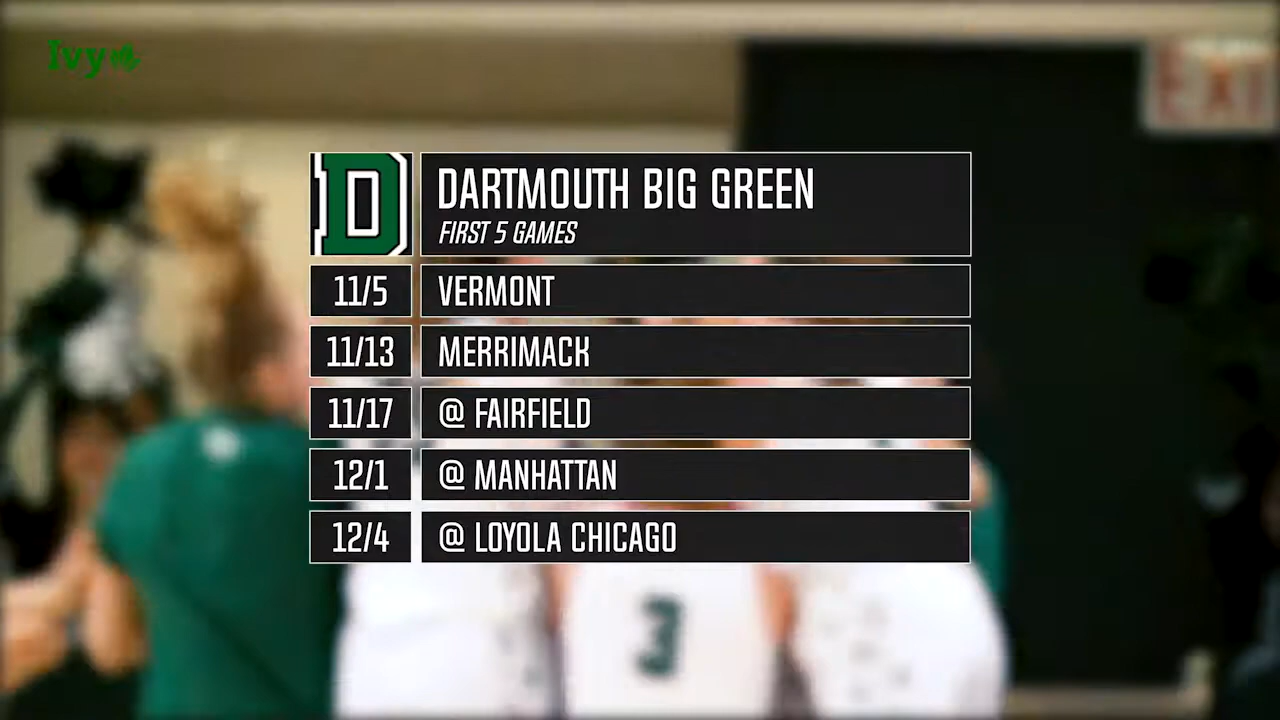 Ivy
EXIT
D
DARTMOUTH BIG GREEN
FIRST 5 GAMES
11/5 VERMONT
11/13 MERRIMACK
11/17 @ FAIRFIELD
12/1 @ MANHATTAN
12/4 @ LOYOLA CHICAGO
3